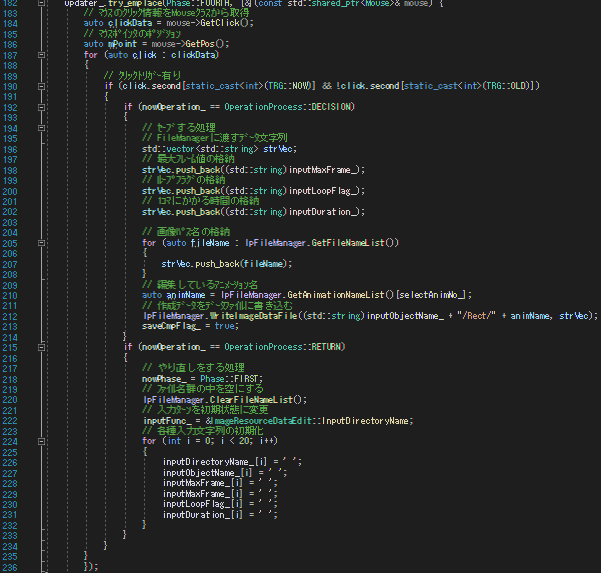 182 updater_.try_emplace(Phase::FOURTH, [&](const std::shared_ptr<Mouse>& mouse) {
183 // マウスのクリック情報をMouseクラスから取得
184 auto clickData = mouse->GetClick();
185 // マウスポインタのポジション
186 auto mPoint = mouse->GetPos();
187 for (auto click : clickData)
188 {
189 // クリックトリガー有り
190 if (click.second[static_cast<int>(TRG::NOW)] && !click.second[static_cast<int>(TRG::OLD)])
191 {
192 if (nowOperation_ == OperationProcess::DECISION)
193 {
194 // セーブする処理
195 // FileManagerに渡すデータ文字列
196 std::vector<std::string> strVec;
197 // 最大フレーム値の格納
198 strVec.push_back((std::string)inputMaxFrame_);
199 // ループフラグの格納
200 strVec.push_back((std::string)inputLoopFlag_);
201 // 1コマにかかる時間の格納
202 strVec.push_back((std::string)inputDuration_);
203
204 // 画像パス名の格納
205 for (auto fileName : lpFileManager.GetFileNameList())
206 {
207 strVec.push_back(fileName);
208 }
209 // 編集しているアニメーション名
210 auto animName = lpFileManager.GetAnimationNameList()[selectAnimNo_];
211 // 作成データをデータファイルに書き込む
212 lpFileManager.WriteImageDataFile((std::string)inputObjectName_ + "/Rect/" + animName, strVec);
213 saveCmpFlag_ = true;
214 }
215 if (nowOperation_ == OperationProcess::RETURN)
216 {
217 // やり直しをする処理
218 nowPhase_ = Phase::FIRST;
219 // ファイル名群の中を空にする
220 lpFileManager.ClearFileNameList();
221 // 入力ターンを初期状態に変更
222 inputFunc_ = &ImageResourceDataEdit::InputDirectoryName;
223 // 各種入力文字列の初期化
224 for (int i = 0; i < 20; i++)
225 {
226 inputDirectoryName_[i] = ' ';
227 inputObjectName_[i] = ' ';
228 inputMaxFrame_[i] = ' ';
229 inputMaxFrame_[i] = ' ';
230 inputLoopFlag_[i] = ' ';
231 inputDuration_[i] = ' ';
232 }
233 }
234 }
235 }
236 });